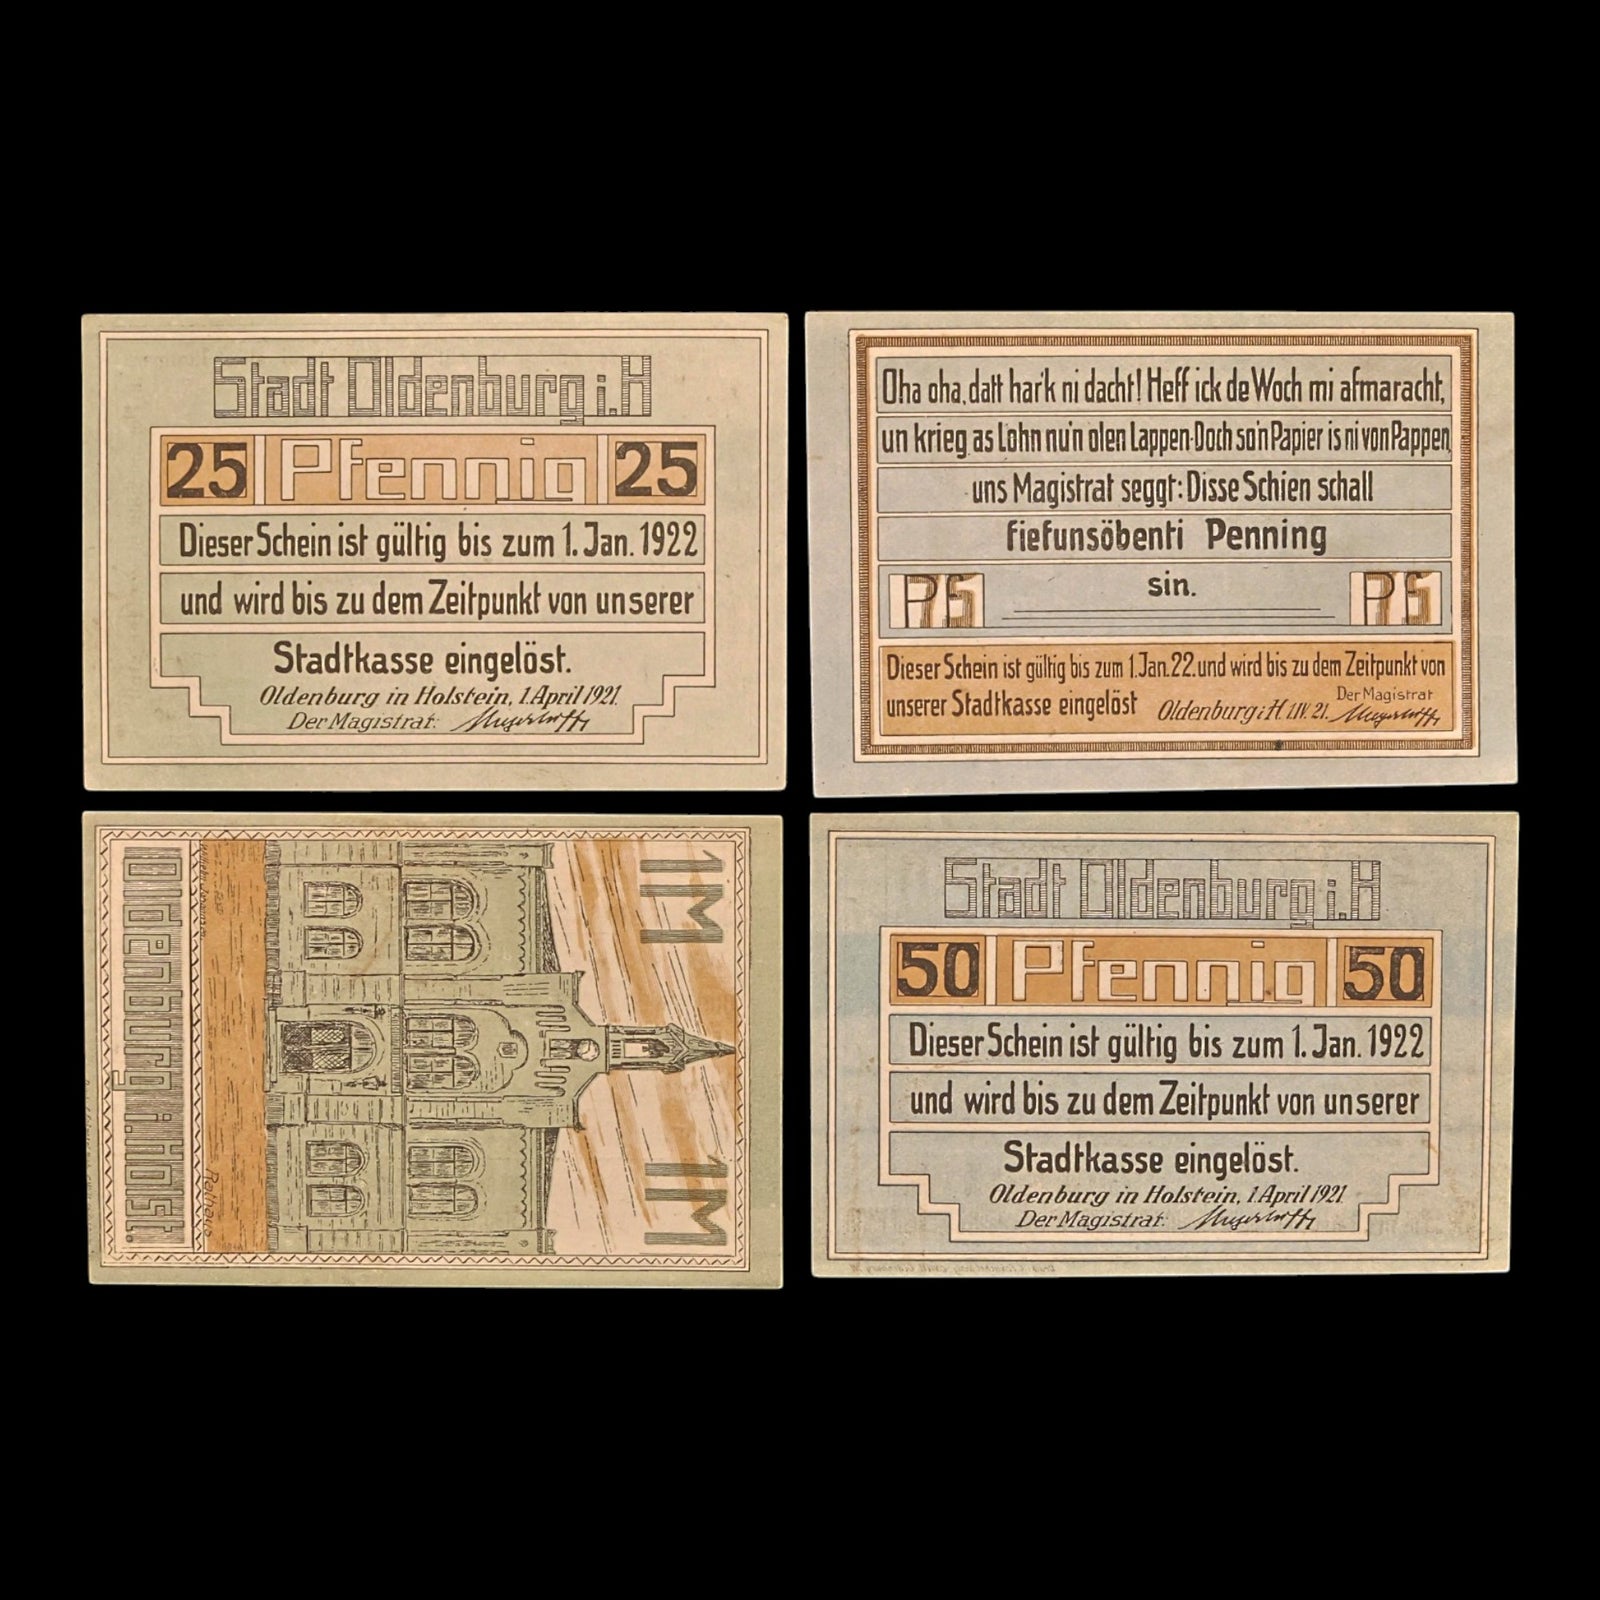 Stadt Oldenburg i. H
25 Pfennig 25
Dieser Schein ist gültig bis zum 1. Jan. 1922
und wird bis zu dem Zeitpunkt von unserer
Stadtkasse eingelöst.
Oldenburg in Holstein, 1. April 1921.
Der Magistrat:
Oha oha, datt har'k ni dacht! Heff ick de Woch mi afmaracht,
un krieg as Lohn nu'n olen Lappen-Doch so'n Papier is ni von Pappen,
uns Magistrat seggt: Disse Schien schall
fiefunsöbenti Penning
sin.
75 75
Dieser Schein ist gültig bis zum 1. Jan. 22. und wird bis zu dem Zeitpunkt von
unserer Stadtkasse eingelöst
Oldenburg i. H. 1. IV. 21.
Der Magistrat
1M 1M
Rathaus
Oldenburg i. Holst.
Stadt Oldenburg i. H
50 Pfennig 50
Dieser Schein ist gültig bis zum 1. Jan. 1922
und wird bis zu dem Zeitpunkt von unserer
Stadtkasse eingelöst.
Oldenburg in Holstein, 1. April 1921
Der Magistrat: